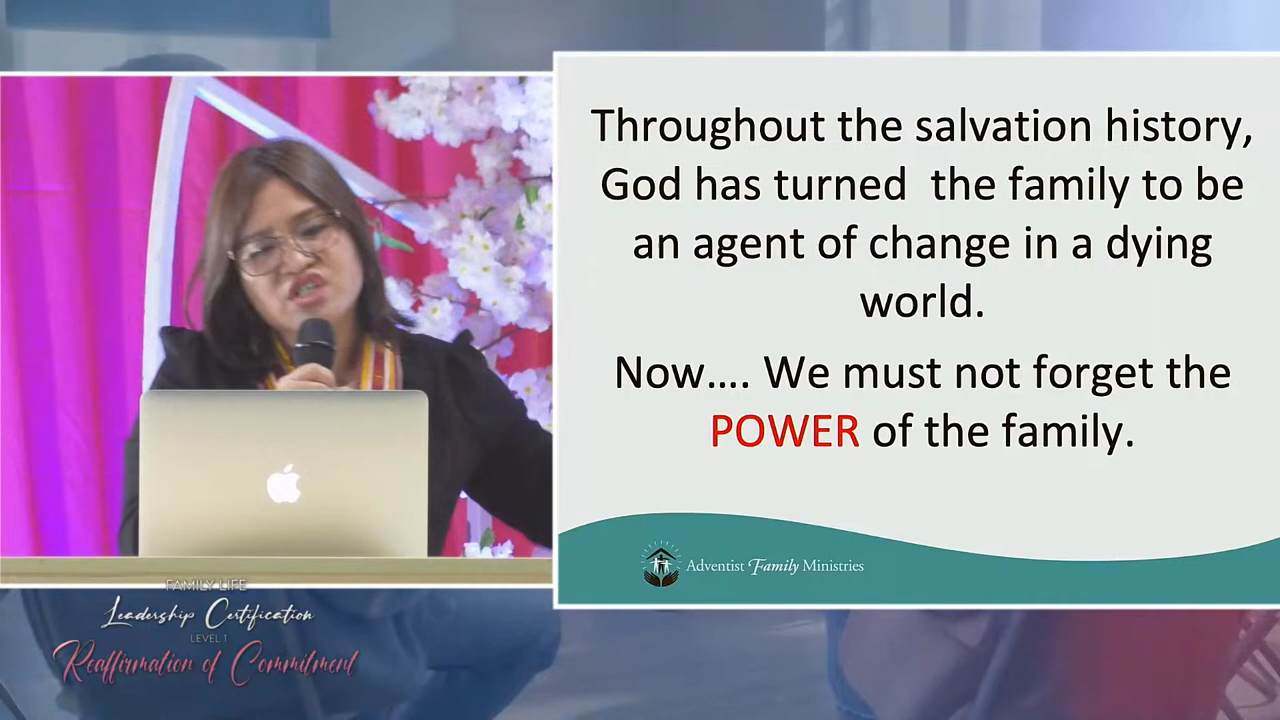 Throughout the salvation history,
God has turned  the family to be
an agent of change in a dying
world.
Now.... We must not forget the
POWER of the family.
Adventist Family Ministries
FAMILY LIFE
Leadership Certification
LEVEL 1
Reaffirmation of Commitment